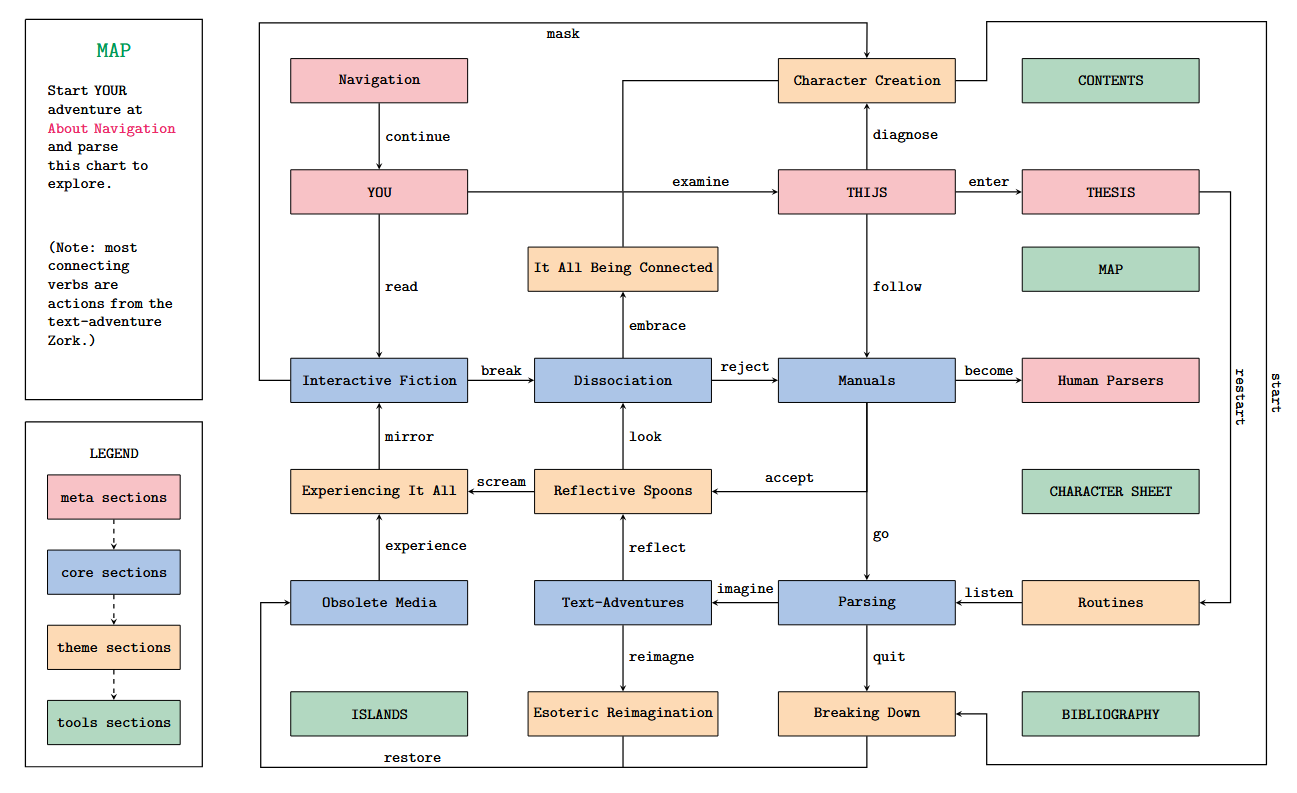 MAP
Start YOUR
adventure at
About Navigation
and parse
this chart to
explore.
(Note: most
connecting
verbs are
actions from the
text-adventure
Zork.)
LEGEND
meta sections
core sections
theme sections
tools sections
mask
Navigation
Character Creation
CONTENTS
continue
diagnose
YOU
examine
THIJS
enter
THESIS
It All Being Connected
MAP
read
follow
embrace
Interactive Fiction
break
Dissociation
reject
Manuals
become
Human Parsers
restart
start
mirror
look
Experiencing It All
scream
Reflective Spoons
accept
CHARACTER SHEET
experience
reflect
go
Obsolete Media
Text-Adventures
imagine
Parsing
listen
Routines
reimagne
quit
ISLANDS
Esoteric Reimagination
Breaking Down
BIBLIOGRAPHY
restore